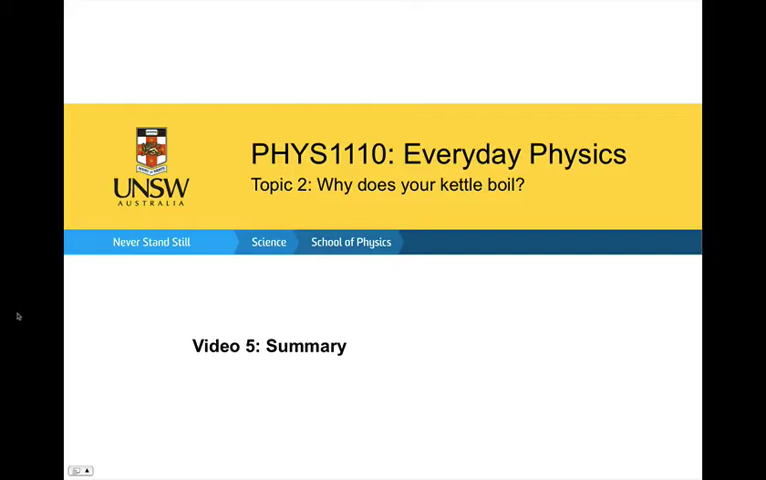 PHYS1110: Everyday Physics
Topic 2: Why does your kettle boil?
UNSW
AUSTRALIA
Never Stand Still
Science
School of Physics
Video 5: Summary